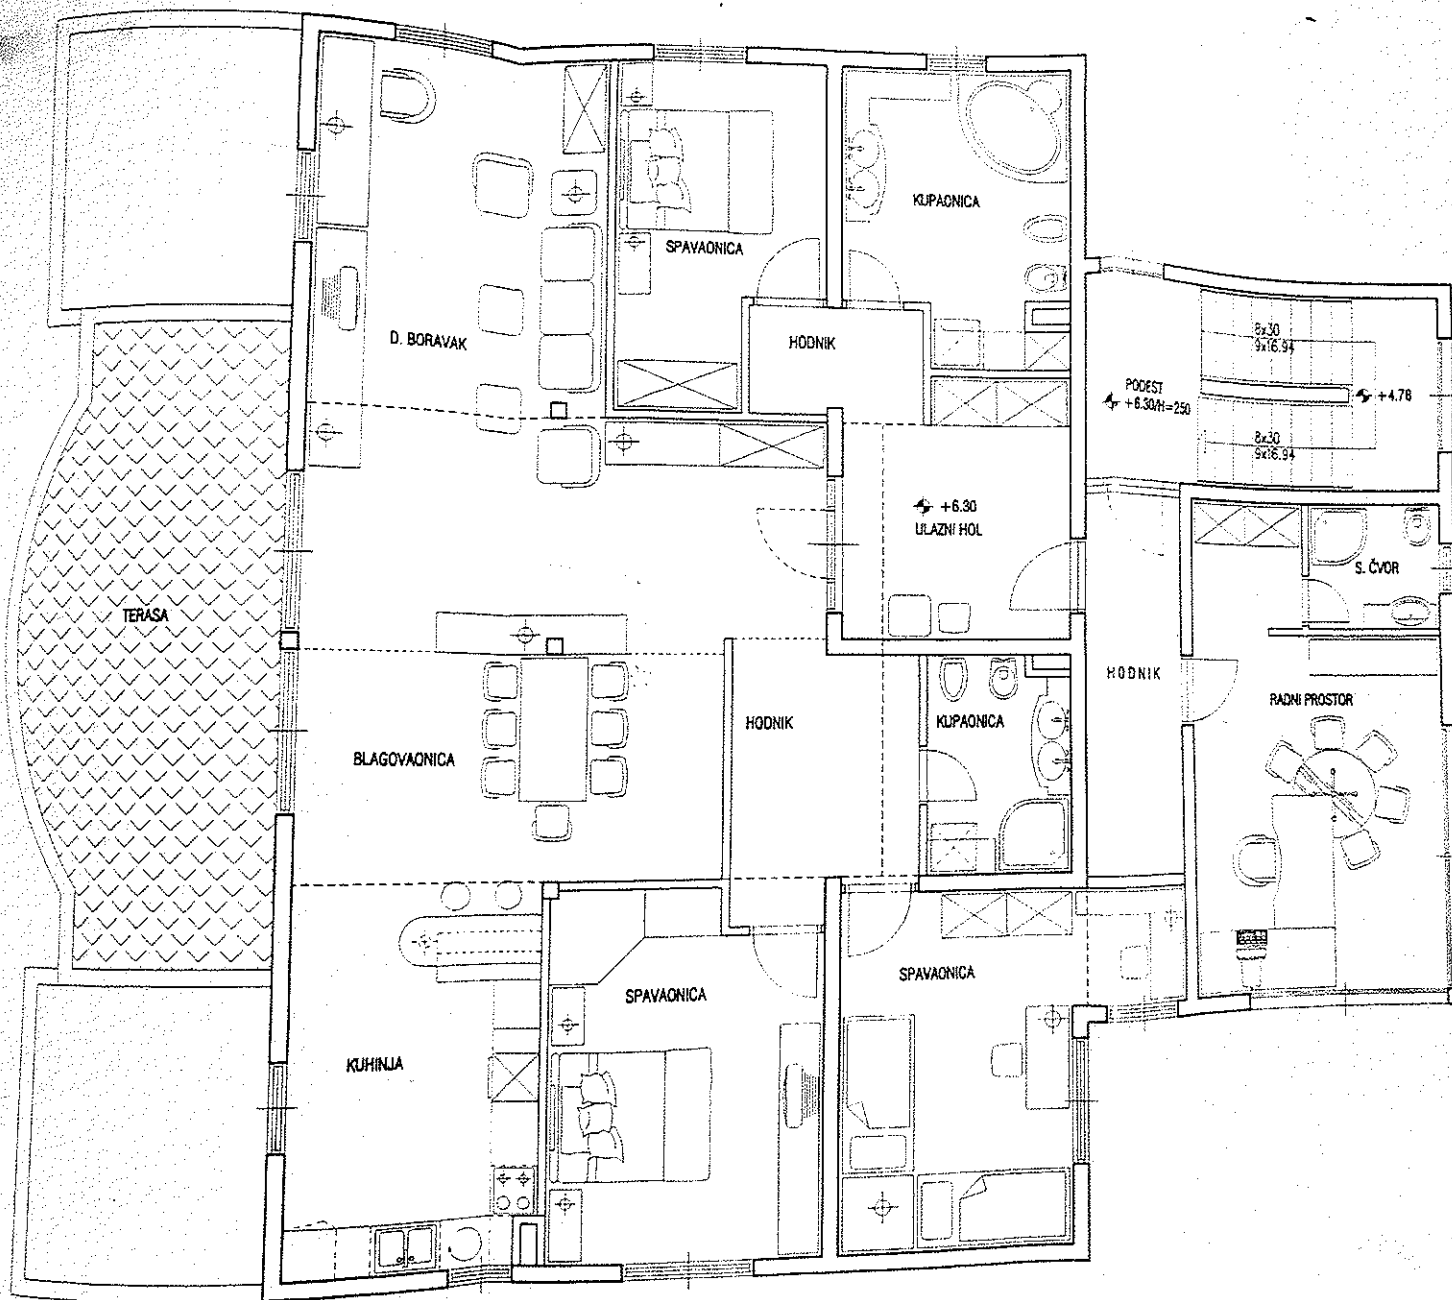 KUPAONICA
SPAVAONICA
D. BORAVAK
HODNIK
8x30
9x16.94
PODEST
+6.30/H=250
+4.78
8x30
9x16.94
+6.30
ULAZNI HOL
S. ČVOR
TERASA
HODNIK
RADNI PROSTOR
HODNIK
KUPAONICA
BLAGOVAONICA
SPAVAONICA
SPAVAONICA
KUHINJA